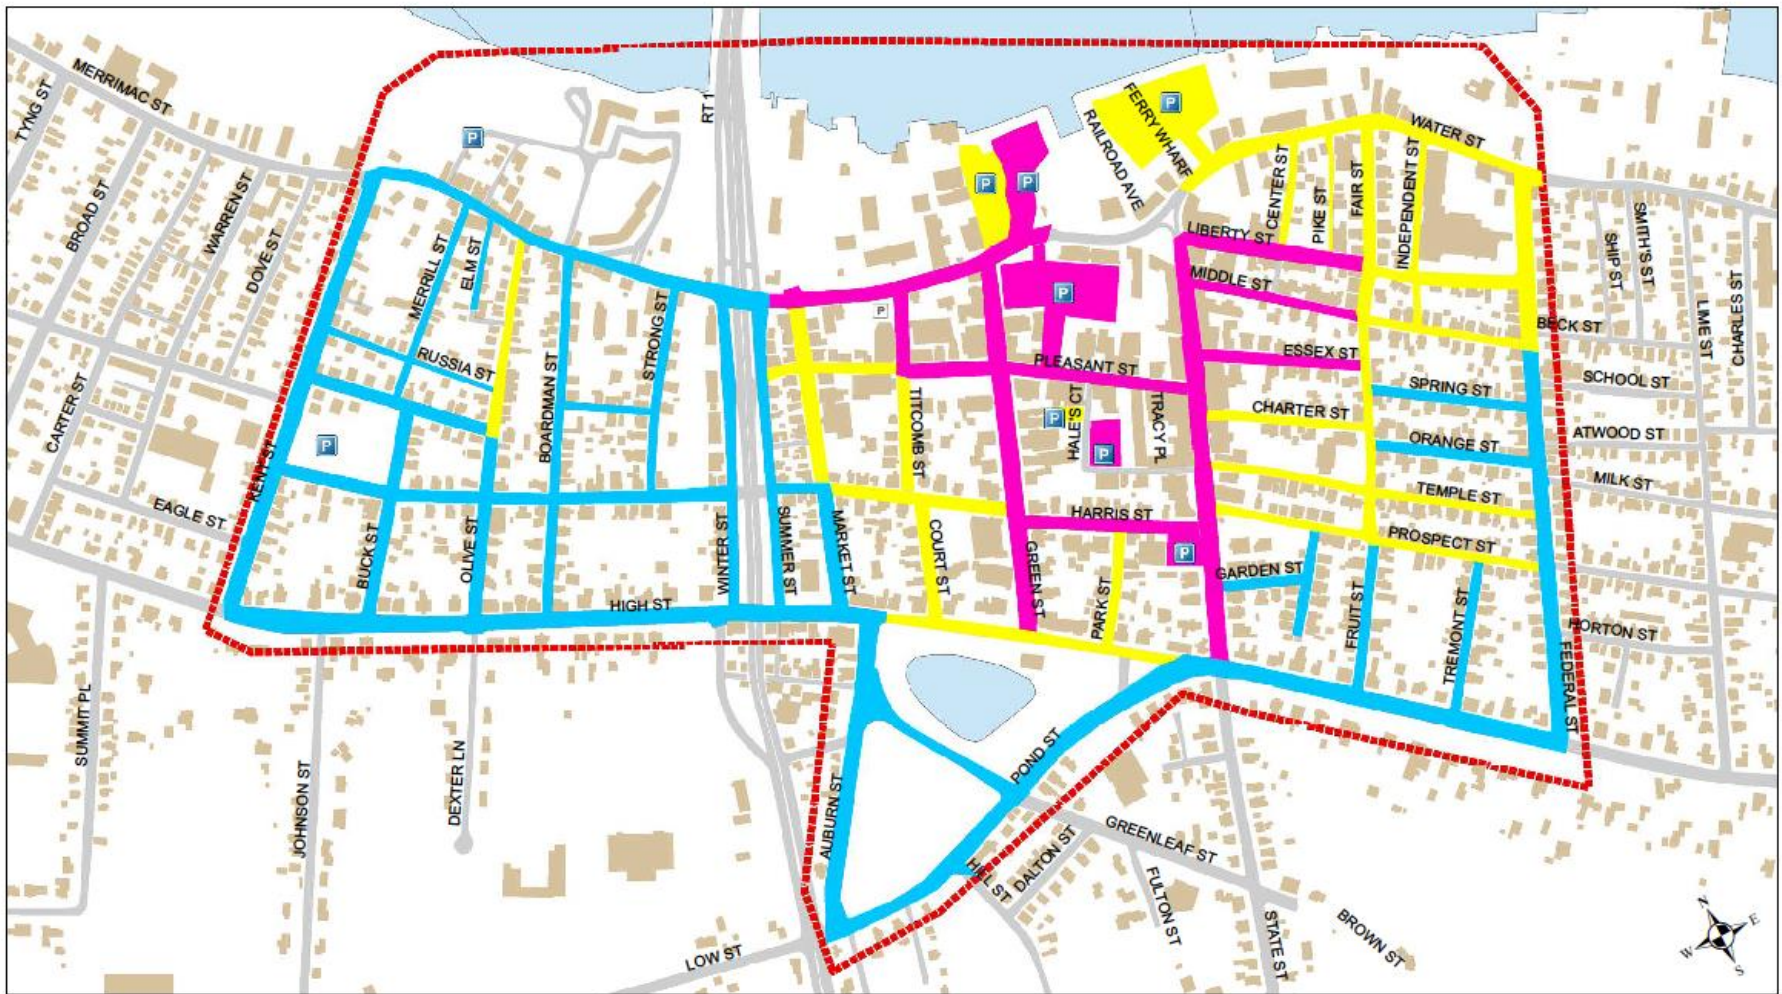 TYNG ST
MERRIMAC ST
BROAD ST
WARREN ST
DOVE ST
CARTER ST
EAGLE ST
KENT ST
MERRILL ST
ELM ST
RUSSIA ST
BOARDMAN ST
STRONG ST
RT 1
P
P
P
P
P
P
P
P
P
P
RAILROAD AVE
FERRY WHARF
WATER ST
CENTER ST
PIKE ST
FAIR ST
INDEPENDENT ST
LIBERTY ST
MIDDLE ST
ESSEX ST
BECK ST
SHIP ST
SMITH'S ST
LIME ST
CHARLES ST
SCHOOL ST
ATWOOD ST
MILK ST
HORTON ST
SPRING ST
ORANGE ST
TEMPLE ST
PROSPECT ST
CHARTER ST
PLEASANT ST
HALE'S CT
TRACY PL
TITCOMB ST
HARRIS ST
GREEN ST
COURT ST
PARK ST
MARKET ST
SUMMER ST
WINTER ST
OLIVE ST
BUCK ST
HIGH ST
GARDEN ST
FRUIT ST
TREMONT ST
FEDERAL ST
SUMMIT PL
JOHNSON ST
DEXTER LN
AUBURN ST
POND ST
HILL ST
DALTON ST
GREENLEAF ST
FULTON ST
STATE ST
BROWN ST
LOW ST
N
E
S
W